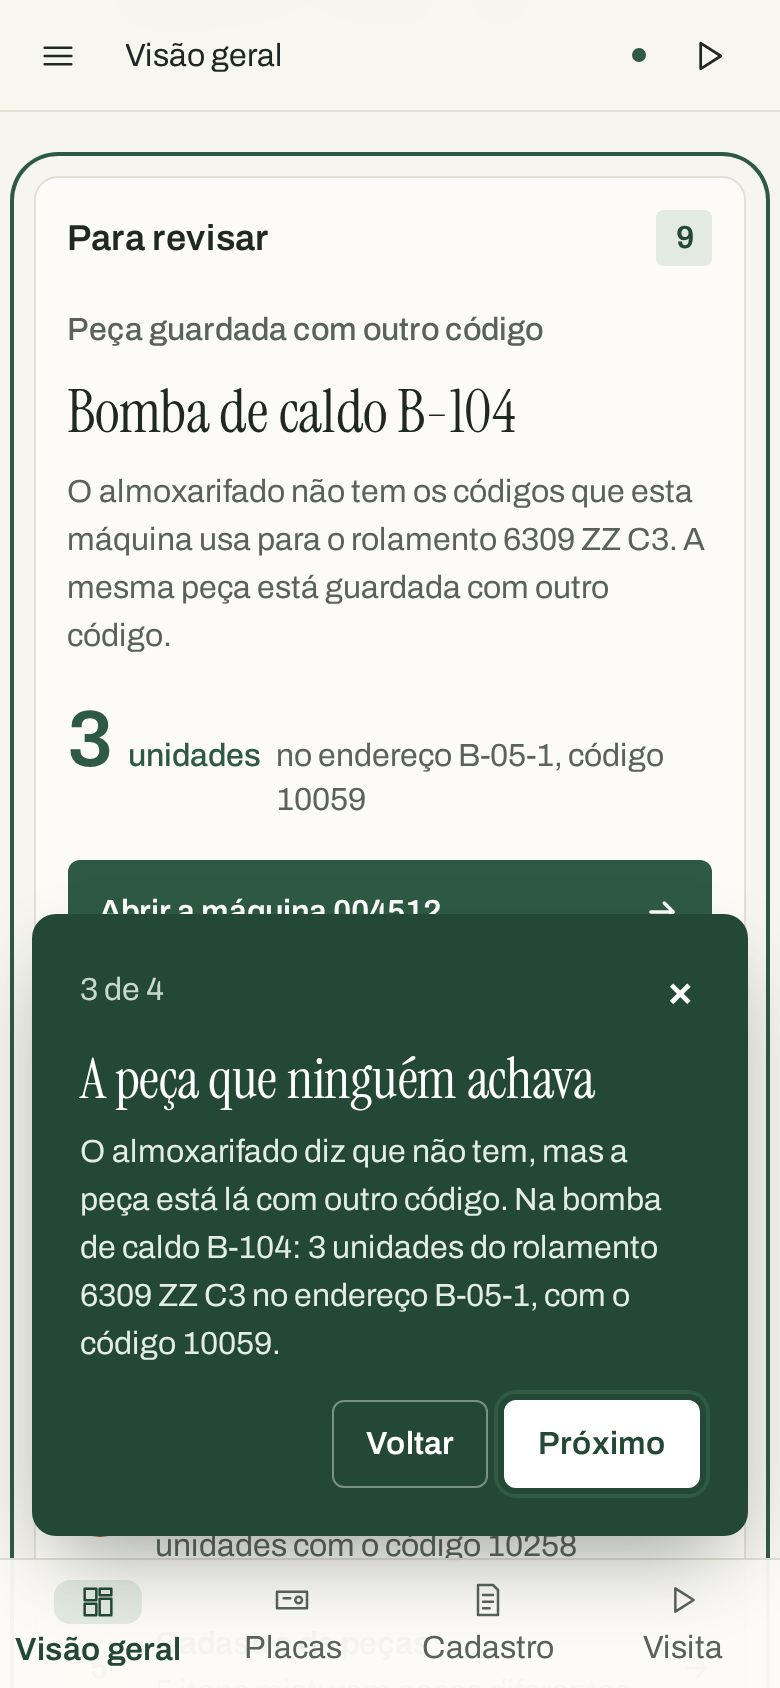 Visão geral
Para revisar
9
Peça guardada com outro código
Bomba de caldo B-104
O almoxarifado não tem os códigos que esta
máquina usa para o rolamento 6309 ZZ C3. A
mesma peça está guardada com outro
código.
3 unidades no endereço B-05-1, código
10059
Abrir a máquina 004512
3 de 4
A peça que ninguém achava
O almoxarifado diz que não tem, mas a
peça está lá com outro código. Na bomba
de caldo B-104: 3 unidades do rolamento
6309 ZZ C3 no endereço B-05-1, com o
código 10059.
Voltar
Próximo
unidades com o código 10258
Visão geral
Placas
Cadastro
Visita